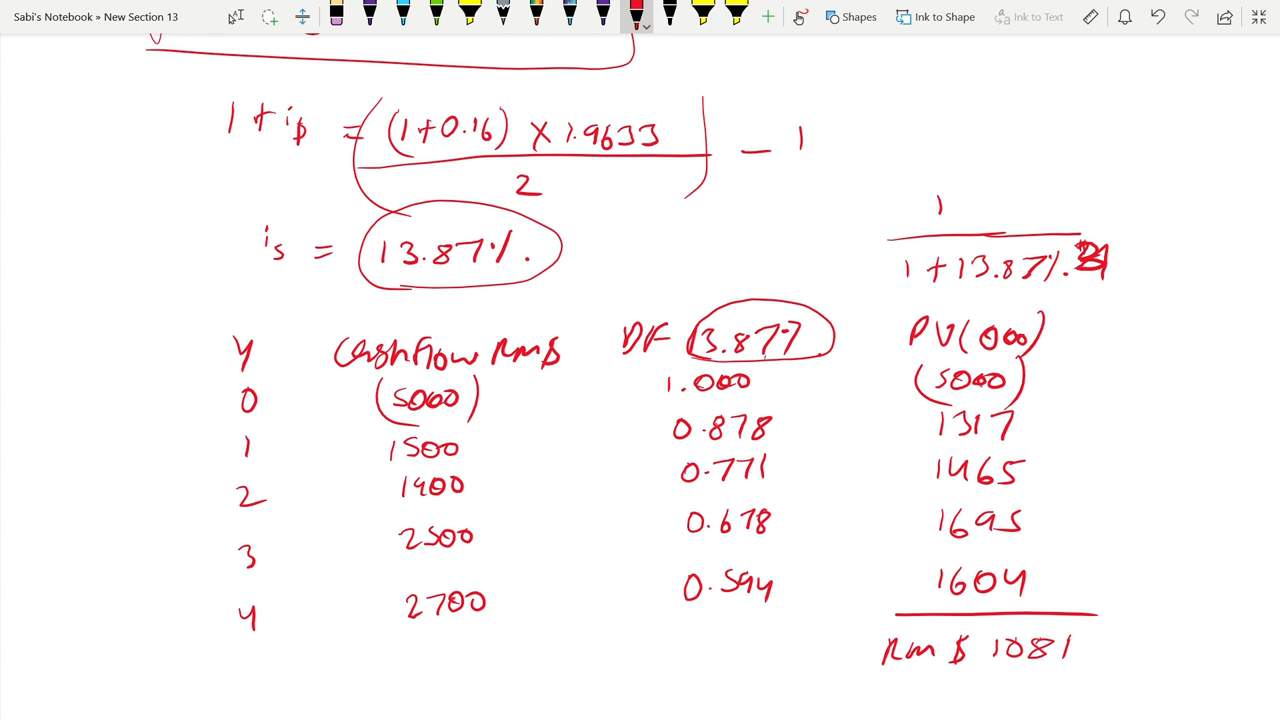 Sabi's Notebook » New Section 13
Shapes Ink to Shape Ink to Text
1 + ip = (1+0.16) × 1.9633 − 1
2
is = 13.87%.
1
1 + 13.87%.
Y Cashflow Rm$ DF 13.87% PV(000)
0 (5000) 1.000 (5000)
1 1500 0.878 1317
2 1900 0.771 1465
3 2500 0.678 1695
4 2700 0.594 1604
Rm $ 1081